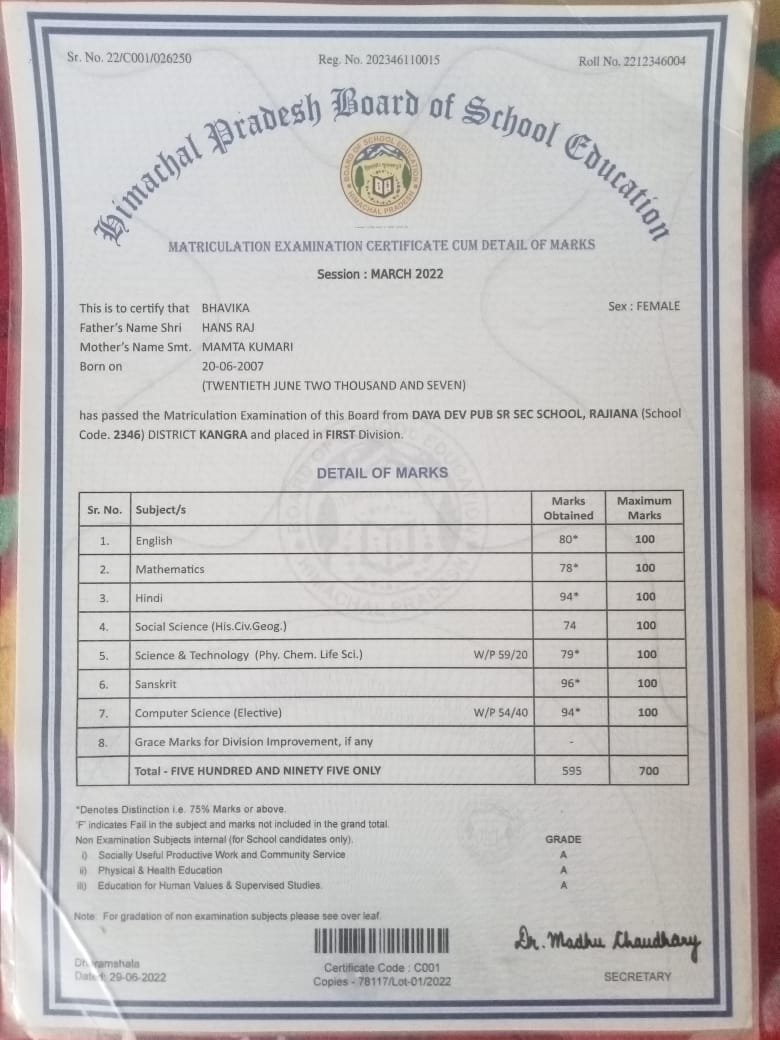 Sr. No. 22/C001/026250 Reg. No. 202346110015 Roll No. 2212346004
Himachal Pradesh Board of School Education
BOARD OF SCHOOL EDUCATION
HIMACHAL PRADESH
MATRICULATION EXAMINATION CERTIFICATE CUM DETAIL OF MARKS
Session : MARCH 2022
This is to certify that BHAVIKA Sex : FEMALE
Father's Name Shri HANS RAJ
Mother's Name Smt. MAMTA KUMARI
Born on 20-06-2007
(TWENTIETH JUNE TWO THOUSAND AND SEVEN)
has passed the Matriculation Examination of this Board from DAYA DEV PUB SR SEC SCHOOL, RAJIANA (School
Code. 2346) DISTRICT KANGRA and placed in FIRST Division.
DETAIL OF MARKS
Sr. No. Subject/s Marks Obtained Maximum Marks
1. English 80* 100
2. Mathematics 78* 100
3. Hindi 94* 100
4. Social Science (His.Civ.Geog.) 74 100
5. Science & Technology (Phy. Chem. Life Sci.) W/P 59/20 79* 100
6. Sanskrit 96* 100
7. Computer Science (Elective) W/P 54/40 94* 100
8. Grace Marks for Division Improvement, if any -
Total - FIVE HUNDRED AND NINETY FIVE ONLY 595 700
*Denotes Distinction i.e. 75% Marks or above.
'F' indicates Fail in the subject and marks not included in the grand total.
Non Examination Subjects internal (for School candidates only). GRADE
i) Socially Useful Productive Work and Community Service A
ii) Physical & Health Education A
iii) Education for Human Values & Supervised Studies. A
Note: For gradation of non examination subjects please see over leaf.
Dr. Madhu Chaudhary
Dharamshala Certificate Code : C001
Dated: 29-06-2022 Copies - 78117/Lot-01/2022 SECRETARY